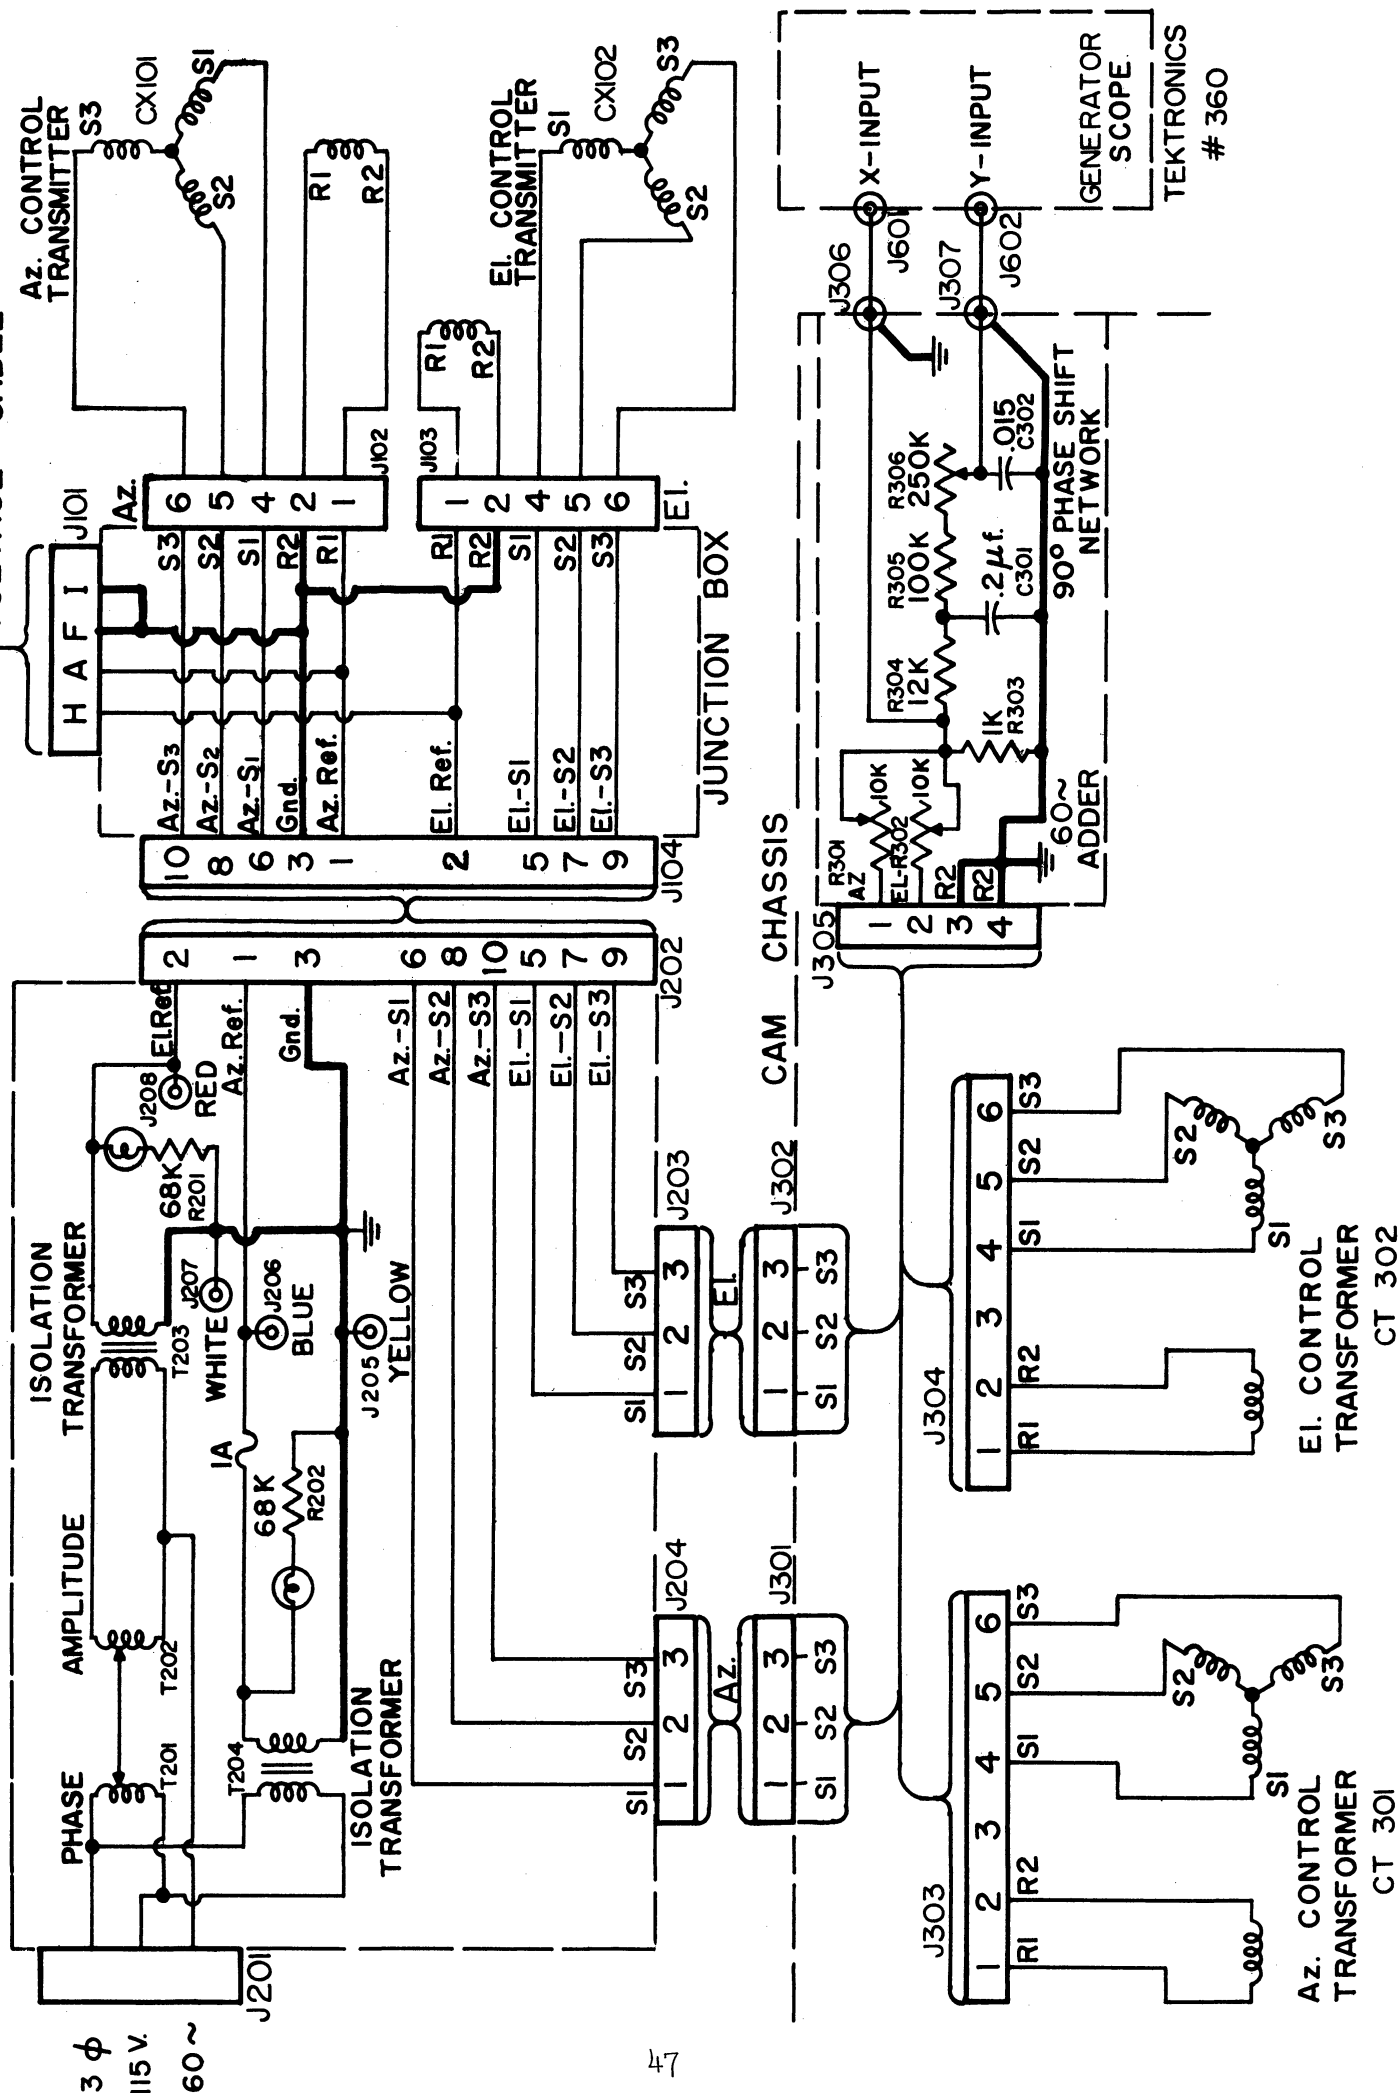 3 ϕ
115 V.
60 ~
J201
PHASE
AMPLITUDE
ISOLATION
TRANSFORMER
T201
T202
T203
T204
ISOLATION
TRANSFORMER
68K
R202
1A
68K
R201
J207
WHITE
J206
BLUE
J205
YELLOW
J208
RED
El.Ref.
Az.Ref.
Gnd.
Az.-S1
Az.-S2
Az.-S3
El.-S1
El.-S2
El.-S3
2
1
3
6
8
10
5
7
9
J202
10
8
6
3
1
2
5
7
9
J104
Az.-S3
Az.-S2
Az.-S1
Gnd.
Az. Ref.
El. Ref.
El.-S1
El.-S2
El.-S3
JUNCTION BOX
H A F I
J101
S3
S2
S1
R2
R1
R1
R2
S1
S2
S3
Az.
6
5
4
2
1
J102
J103
1
2
4
5
6
El.
Az. CONTROL
TRANSMITTER
S3
CX101
S1
S2
R1
R2
El. CONTROL
TRANSMITTER
S1
CX102
S3
S2
R1
R2
S1 S2 S3
1 2 3
J204
Az.
1 2 3
J301
S1 S2 S3
S1 S2 S3
1 2 3
J203
El.
1 2 3
J302
S1 S2 S3
CAM CHASSIS
J303
1 2 3 4 5 6
R1 R2 S1 S2 S3
S1
S2
S3
Az. CONTROL
TRANSFORMER
CT 301
J304
1 2 3 4 5 6
R1 R2 S1 S2 S3
S1
S2
S3
El. CONTROL
TRANSFORMER
CT 302
J305
1
2
3
4
R301
AZ
10K
EL-R302
10K
R2
R2
60~
ADDER
1K
R303
R304
12K
R305
100K
R306
250K
.2μf.
C301
.015
C302
90° PHASE SHIFT
NETWORK
J306
J601
X-INPUT
J307
J602
Y-INPUT
GENERATOR
SCOPE
TEKTRONICS
# 360
47